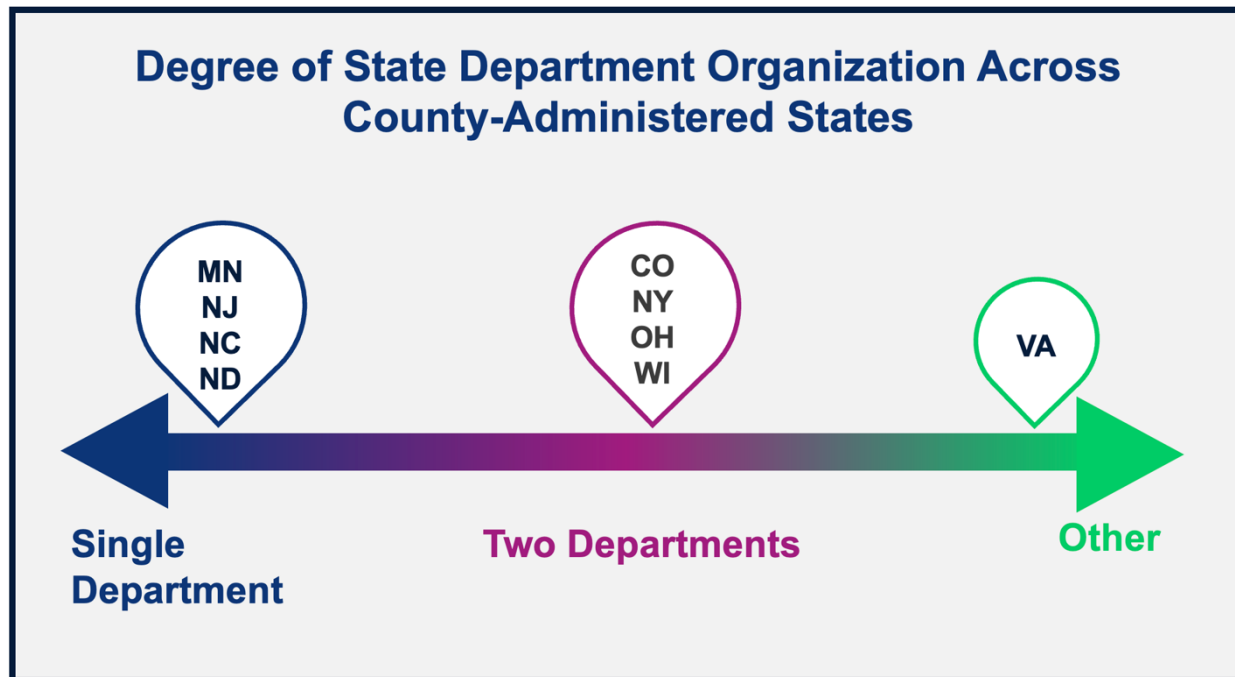 Degree of State Department Organization Across
County-Administered States
MN
NJ
NC
ND
CO
NY
OH
WI
VA
Single
Department
Two Departments
Other